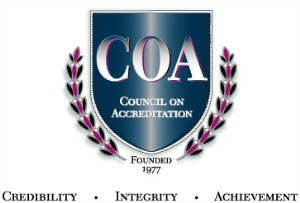 COA
COUNCIL ON
ACCREDITATION
FOUNDED
1977
CREDIBILITY • INTEGRITY • ACHIEVEMENT